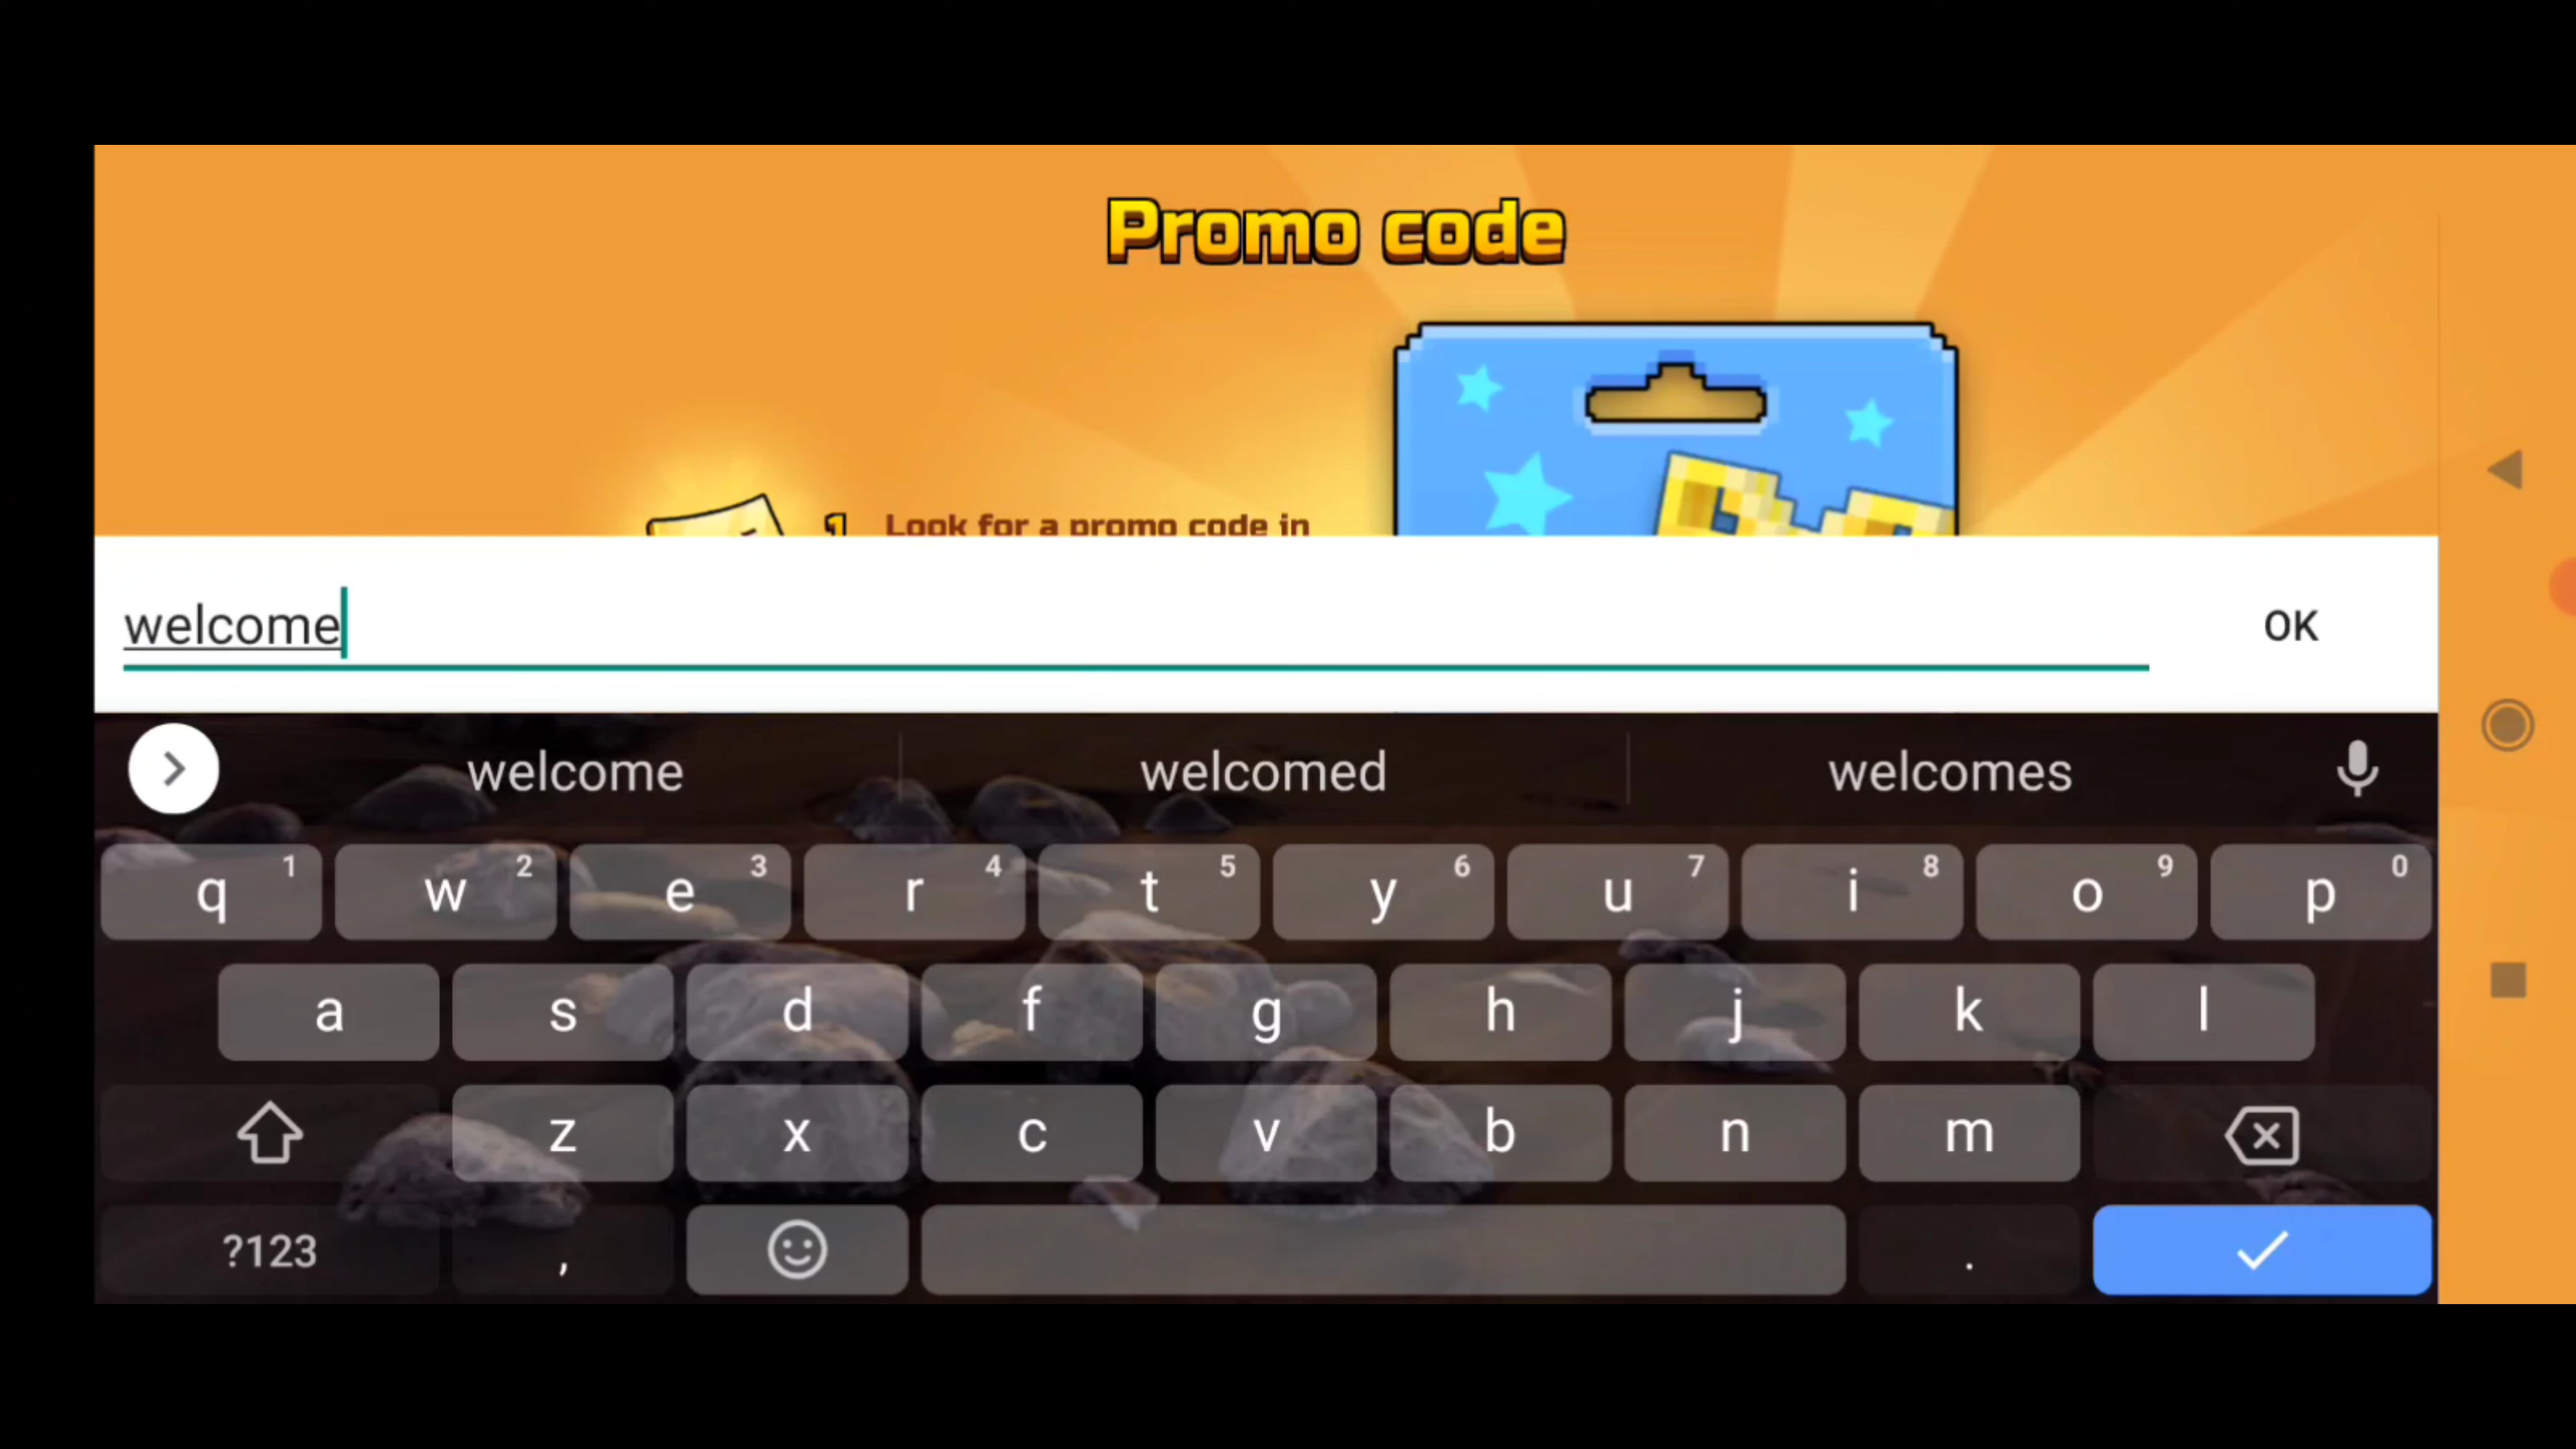 Promo code
1 Look for a promo code in
welcome
OK
welcome welcomed welcomes
q 1 w 2 e 3 r 4 t 5 y 6 u 7 i 8 o 9 p 0
a s d f g h j k l
z x c v b n m
?123 , .